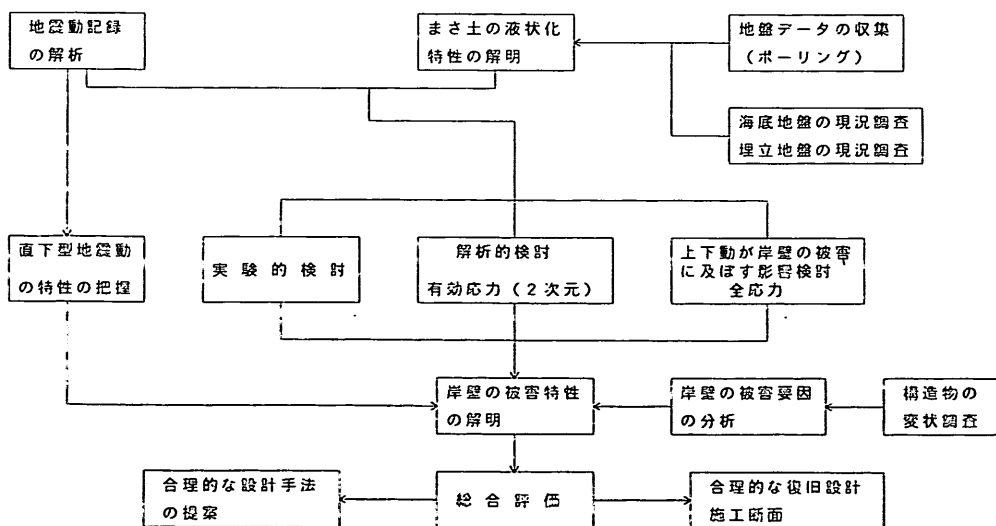 地震動記録
の解析
まさ土の液状化
特性の解明
地盤データの収集
(ボーリング)
海底地盤の現況調査
埋立地盤の現況調査
直下型地震動
の特性の把握
実験的検討
解析的検討
有効応力(2次元)
上下動が岸壁の被害
に及ぼす影響検討
全応力
岸壁の被害特性
の解明
岸壁の被害要因
の分析
構造物の
変状調査
合理的な設計手法
の提案
総合評価
合理的な復旧設計
施工断面